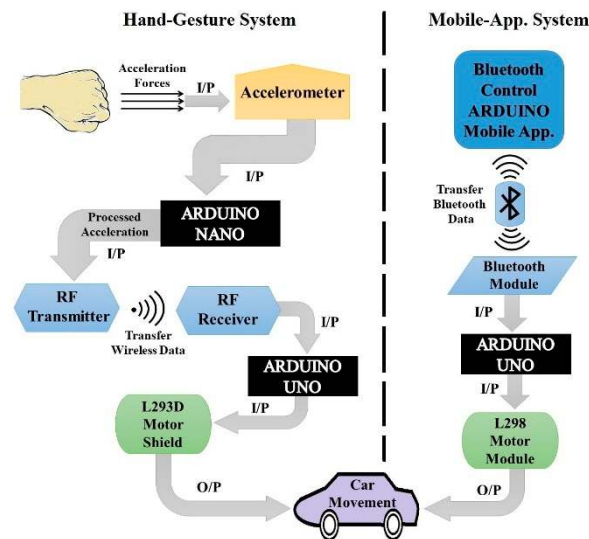 Hand-Gesture System
Acceleration
Forces
I/P
Accelerometer
I/P
Processed
Acceleration
I/P
ARDUINO
NANO
RF
Transmitter
Transfer
Wireless Data
RF
Receiver
I/P
ARDUINO
UNO
I/P
L293D
Motor
Shield
O/P
Car
Movement
Mobile-App. System
Bluetooth
Control
ARDUINO
Mobile App.
Transfer
Bluetooth
Data
Bluetooth
Module
I/P
ARDUINO
UNO
I/P
L298
Motor
Module
O/P